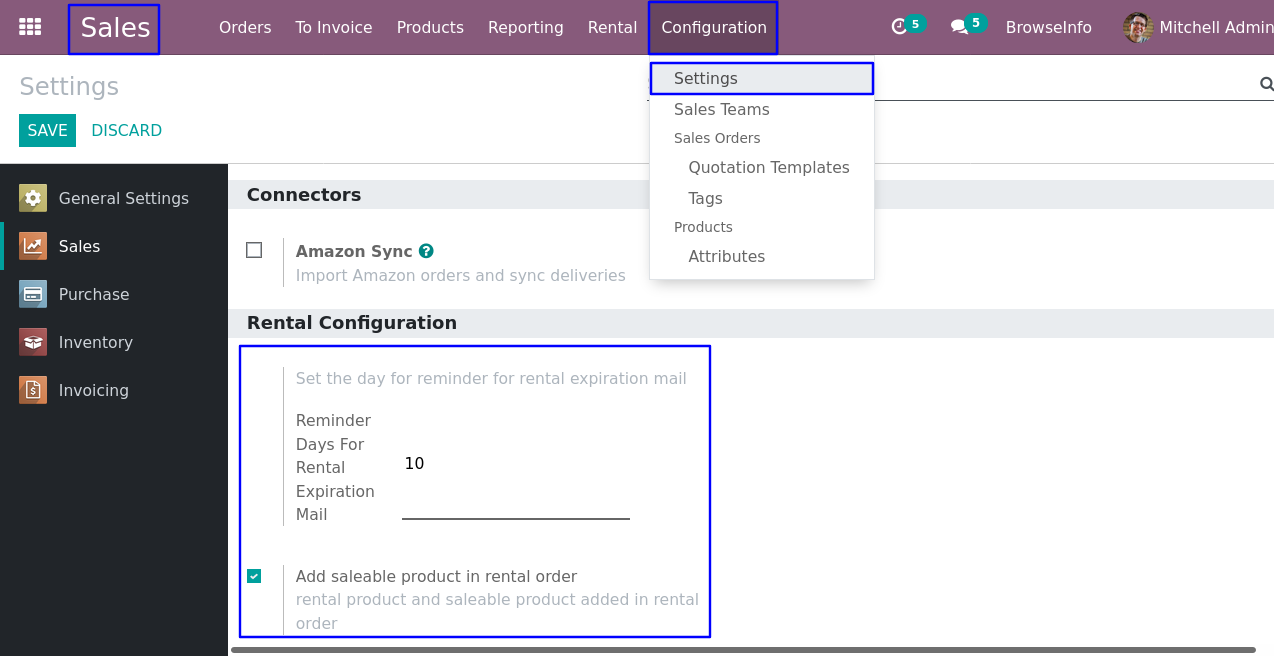 Sales Orders To Invoice Products Reporting Rental Configuration 5 5 BrowseInfo Mitchell Admin
Settings
SAVE DISCARD
Settings
Sales Teams
Sales Orders
Quotation Templates
Tags
Products
Attributes
General Settings
Sales
Purchase
Inventory
Invoicing
Connectors
Amazon Sync ?
Import Amazon orders and sync deliveries
Rental Configuration
Set the day for reminder for rental expiration mail
Reminder
Days For
Rental
Expiration
Mail
10
Add saleable product in rental order
rental product and saleable product added in rental
order